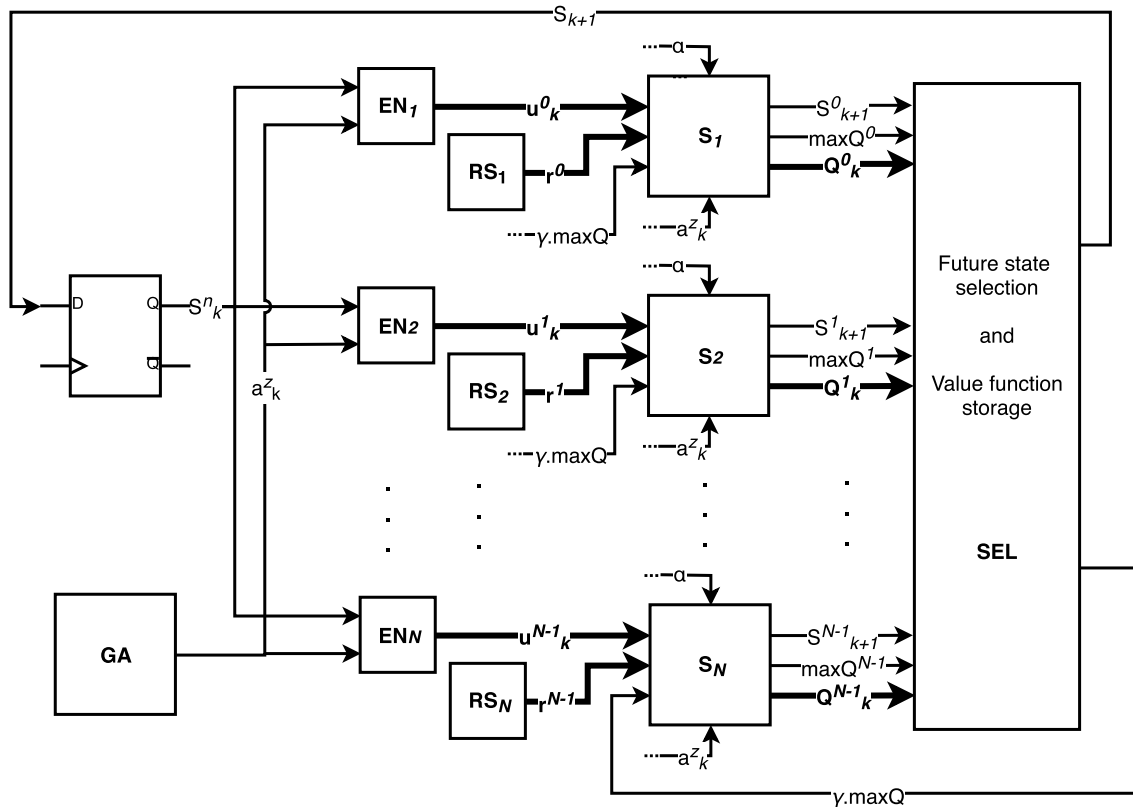 S_{k+1}
α
EN_1
u^0_k
S_1
S^0_{k+1}
maxQ^0
Q^0_k
RS_1
r^0
γ.maxQ
a^z_k
D
Q
Q̅
S^n_k
a^z_k
α
EN_2
u^1_k
S_2
S^1_{k+1}
maxQ^1
Q^1_k
RS_2
r^1
γ.maxQ
a^z_k
Future state
selection
and
Value function
storage
SEL
GA
α
EN_N
u^{N-1}_k
S_N
S^{N-1}_{k+1}
maxQ^{N-1}
Q^{N-1}_k
RS_N
r^{N-1}
a^z_k
γ.maxQ